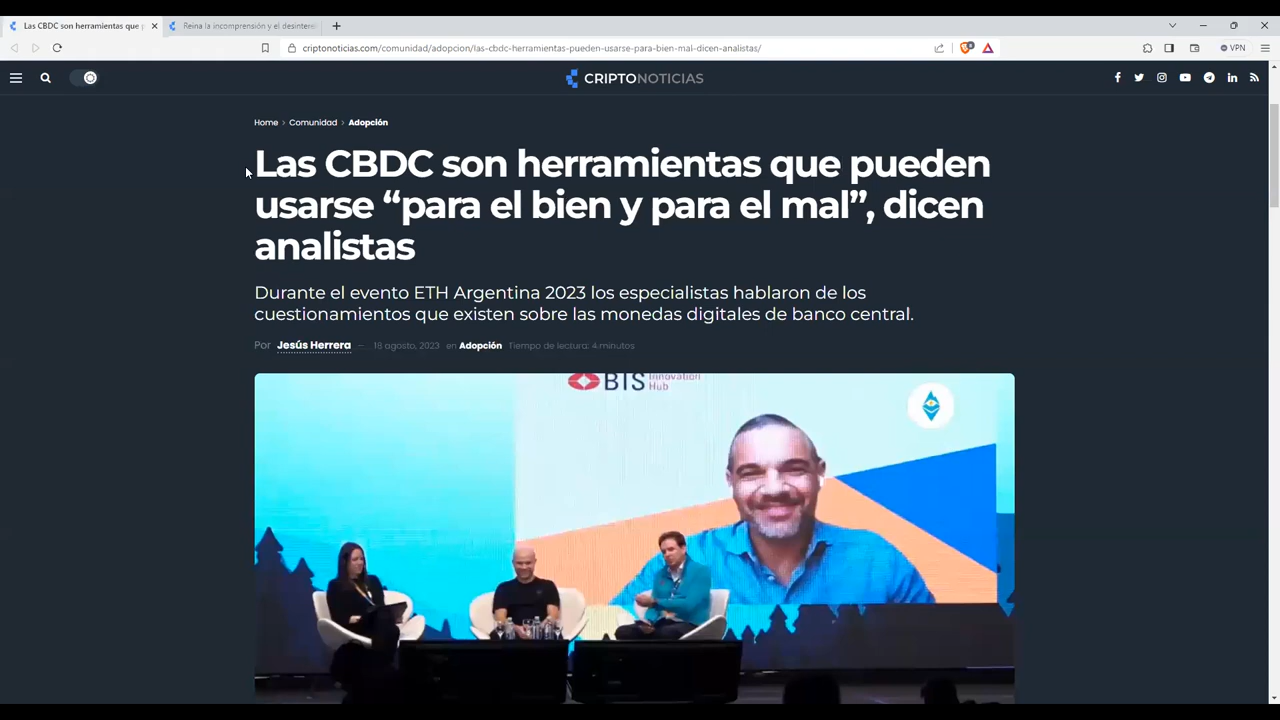 Las CBDC son herramientas que p
Reina la incomprensión y el desinteré
criptonoticias.com/comunidad/adopcion/las-cbdc-herramientas-pueden-usarse-para-bien-mal-dicen-analistas/
VPN
CRIPTONOTICIAS
Home > Comunidad > Adopción
Las CBDC son herramientas que pueden
usarse “para el bien y para el mal”, dicen
analistas
Durante el evento ETH Argentina 2023 los especialistas hablaron de los
cuestionamientos que existen sobre las monedas digitales de banco central.
Por Jesús Herrera — 18 agosto, 2023 en Adopción Tiempo de lectura: 4 minutos
BIS Innovation
Hub